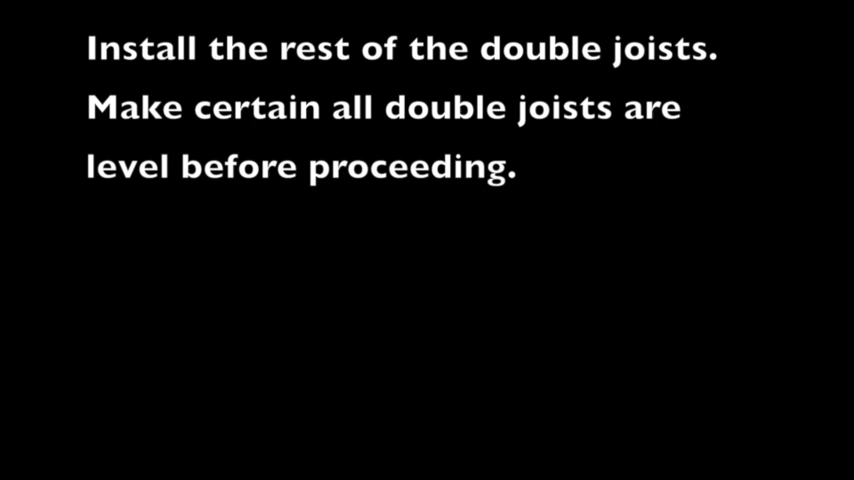 Install the rest of the double joists.
Make certain all double joists are
level before proceeding.